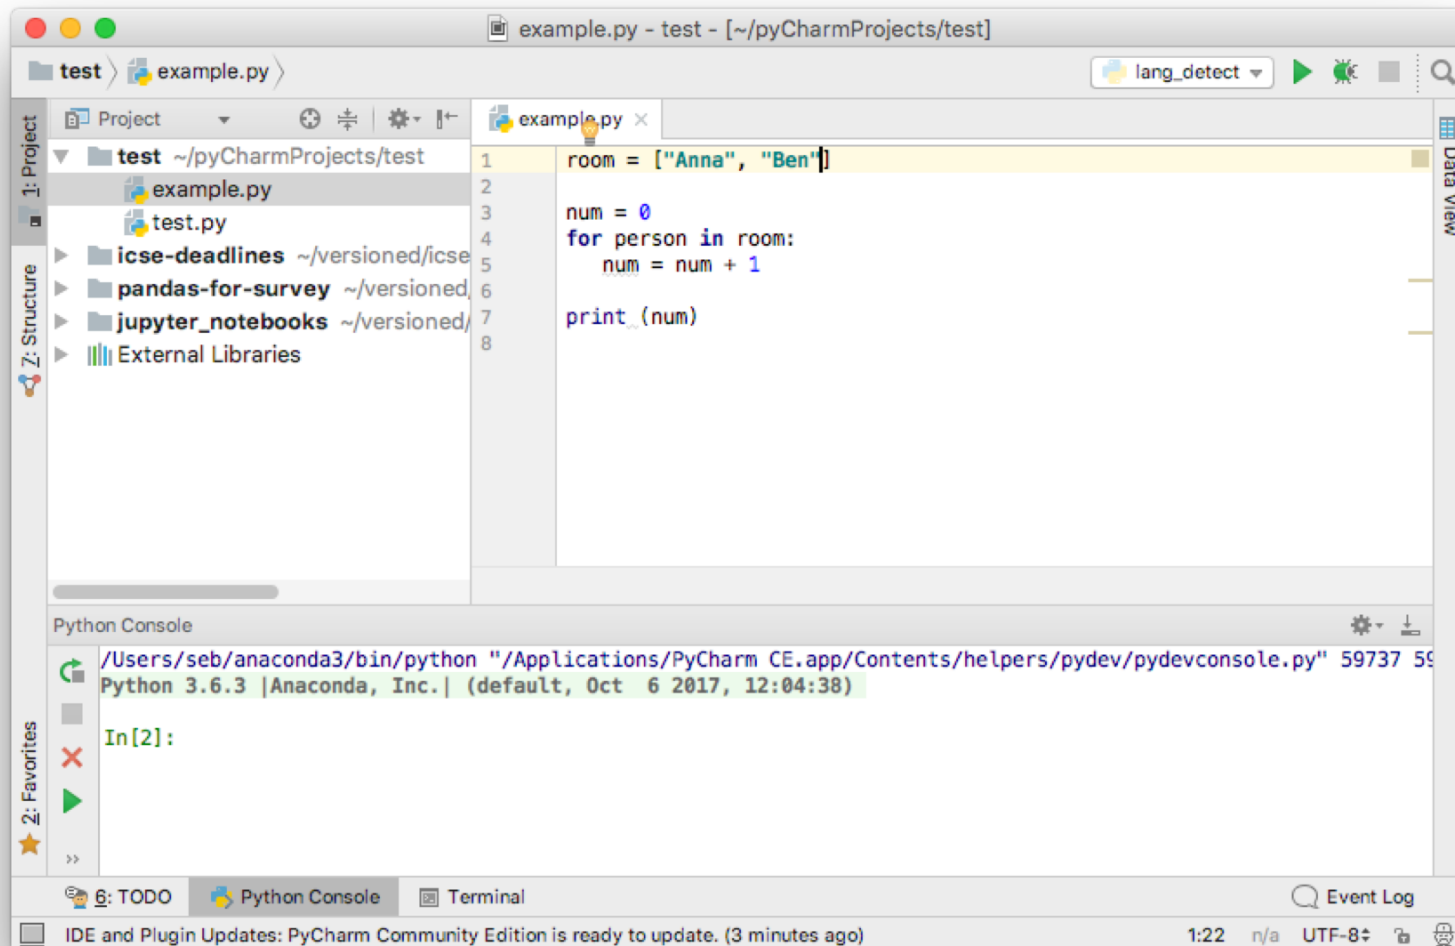 example.py - test - [~/pyCharmProjects/test]
test example.py
lang_detect
1: Project
Z: Structure
2: Favorites
Project
test ~/pyCharmProjects/test
example.py
test.py
icse-deadlines ~/versioned/icse
pandas-for-survey ~/versioned,
jupyter_notebooks ~/versioned/
External Libraries
example.py
1 room = ["Anna", "Ben"]
2
3 num = 0
4 for person in room:
5 num = num + 1
6
7 print (num)
8
Data View
Python Console
/Users/seb/anaconda3/bin/python "/Applications/PyCharm CE.app/Contents/helpers/pydev/pydevconsole.py" 59737 59
Python 3.6.3 |Anaconda, Inc.| (default, Oct  6 2017, 12:04:38)
In[2]:
6: TODO Python Console Terminal Event Log
IDE and Plugin Updates: PyCharm Community Edition is ready to update. (3 minutes ago) 1:22 n/a UTF-8